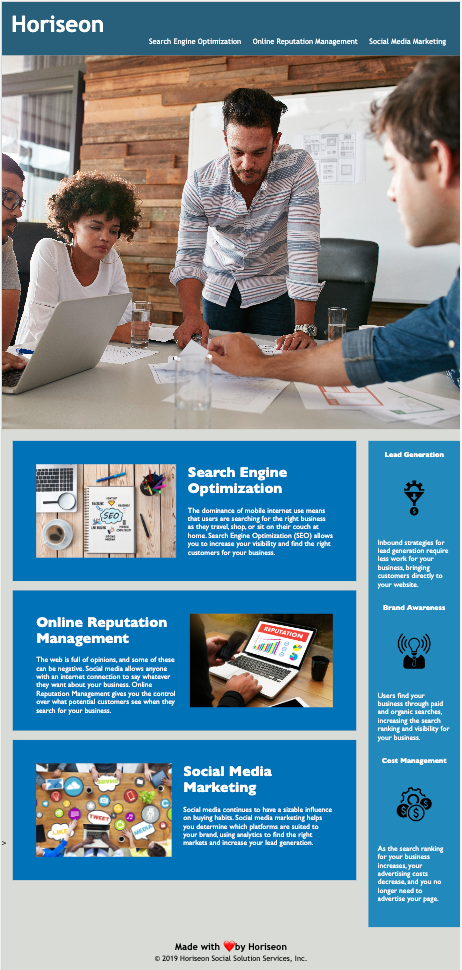 Horiseon
Search Engine Optimization Online Reputation Management Social Media Marketing
SEO
Search Engine
Optimization
The dominance of mobile internet use means
that users are searching for the right business
as they travel, shop, or sit on their couch at
home. Search Engine Optimization (SEO) allows
you to increase your visibility and find the right
customers for your business.
Online Reputation
Management
The web is full of opinions, and some of these
can be negative. Social media allows anyone
with an internet connection to say whatever
they want about your business. Online
Reputation Management gives you the control
over what potential customers see when they
search for your business.
REPUTATION
TWEET
LIKE
MEDIA
Social Media
Marketing
Social media continues to have a sizable influence
on buying habits. Social media marketing helps
you determine which platforms are suited to
your brand, using analytics to find the right
markets and increase your lead generation.
>
Lead Generation
Inbound strategies for
lead generation require
less work for your
business, bringing
customers directly to
your website.
Brand Awareness
Users find your
business through paid
and organic searches,
increasing the search
ranking and visibility for
your business.
Cost Management
As the search ranking
for your business
increases, your
advertising costs
decrease, and you no
longer need to
advertise your page.
Made with ❤️by Horiseon
© 2019 Horiseon Social Solution Services, Inc.